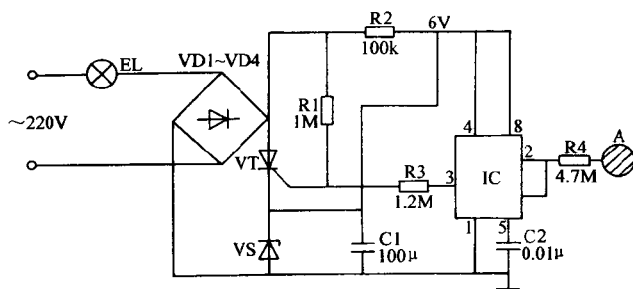 R2
6V
100k
EL
VD1~VD4
R1
1M
~220V
4
8
A
R4
2
4.7M
VT
R3
3
1.2M
IC
1
5
VS
C1
100μ
C2
0.01μ